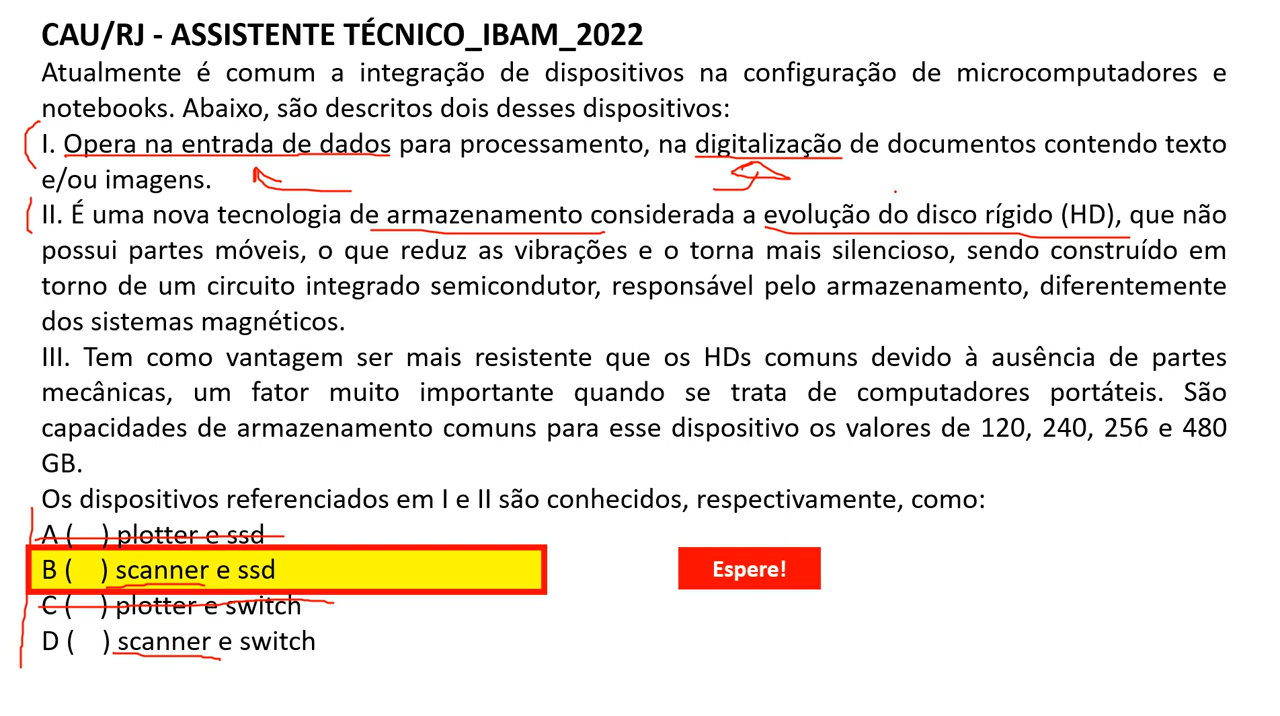 CAU/RJ - ASSISTENTE TÉCNICO_IBAM_2022
Atualmente é comum a integração de dispositivos na configuração de microcomputadores e
notebooks. Abaixo, são descritos dois desses dispositivos:
I. Opera na entrada de dados para processamento, na digitalização de documentos contendo texto
e/ou imagens.
II. É uma nova tecnologia de armazenamento considerada a evolução do disco rígido (HD), que não
possui partes móveis, o que reduz as vibrações e o torna mais silencioso, sendo construído em
torno de um circuito integrado semicondutor, responsável pelo armazenamento, diferentemente
dos sistemas magnéticos.
III. Tem como vantagem ser mais resistente que os HDs comuns devido à ausência de partes
mecânicas, um fator muito importante quando se trata de computadores portáteis. São
capacidades de armazenamento comuns para esse dispositivo os valores de 120, 240, 256 e 480
GB.
Os dispositivos referenciados em I e II são conhecidos, respectivamente, como:
A (    ) plotter e ssd
B (    ) scanner e ssd
Espere!
C (    ) plotter e switch
D (    ) scanner e switch